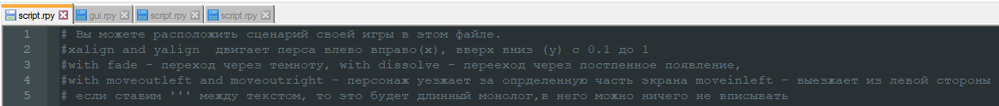 script.rpy gui.rpy script.rpy script.rpy
1 # Вы можете расположить сценарий своей игры в этом файле.
2 #xalign and yalign  двигает перса влево вправо(x), вверх вниз (y) с 0.1 до 1
3 #with fade - переход через темноту, with dissolve - перееход через постпенное появление,
4 #with moveoutleft and moveoutright - персонаж уезжает за опрделенную часть экрана moveinleft - выезжает из левой стороны
5 # если ставим ''' между текстом, то это будет длинный монолог,в него можно ничего не вписывать